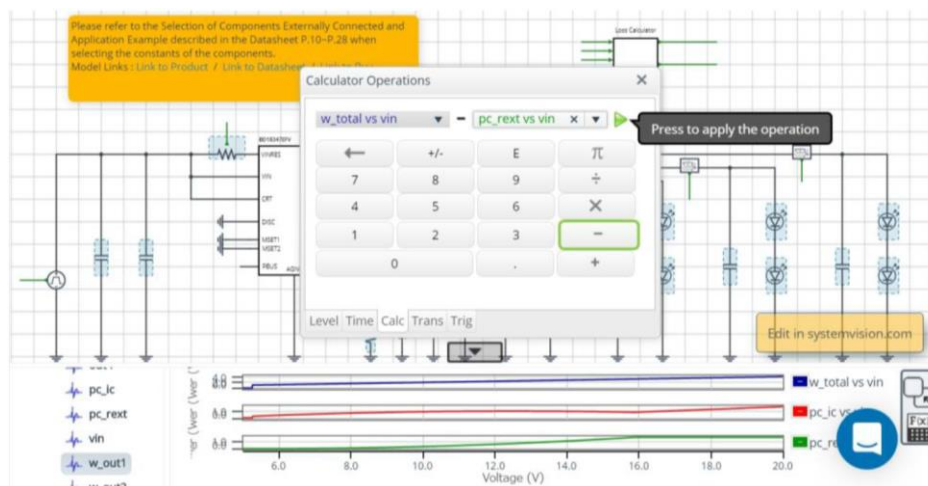 Please refer to the Selection of Components Externally Connected and
Application Example described in the Datasheet P.10~P.28 when
selecting the constants of the components.
Model Links : Link to Product / Link to Datasheet /
Loss Calculator
Calculator Operations
w_total vs vin − pc_rext vs vin
Press to apply the operation
+/- E π
7 8 9 ÷
4 5 6 ×
1 2 3 −
0 . +
Level Time Calc Trans Trig
VINRES
VIN
CRT
DISC
MSET1
MSET2
PBUS
Edit in systemvision.com
pc_ic
pc_rext
vin
w_out1
w_total vs vin
pc_ic vs
pc_re
F(x)
6.0 8.0 10.0 12.0 14.0 16.0 18.0 20.0
Voltage (V)